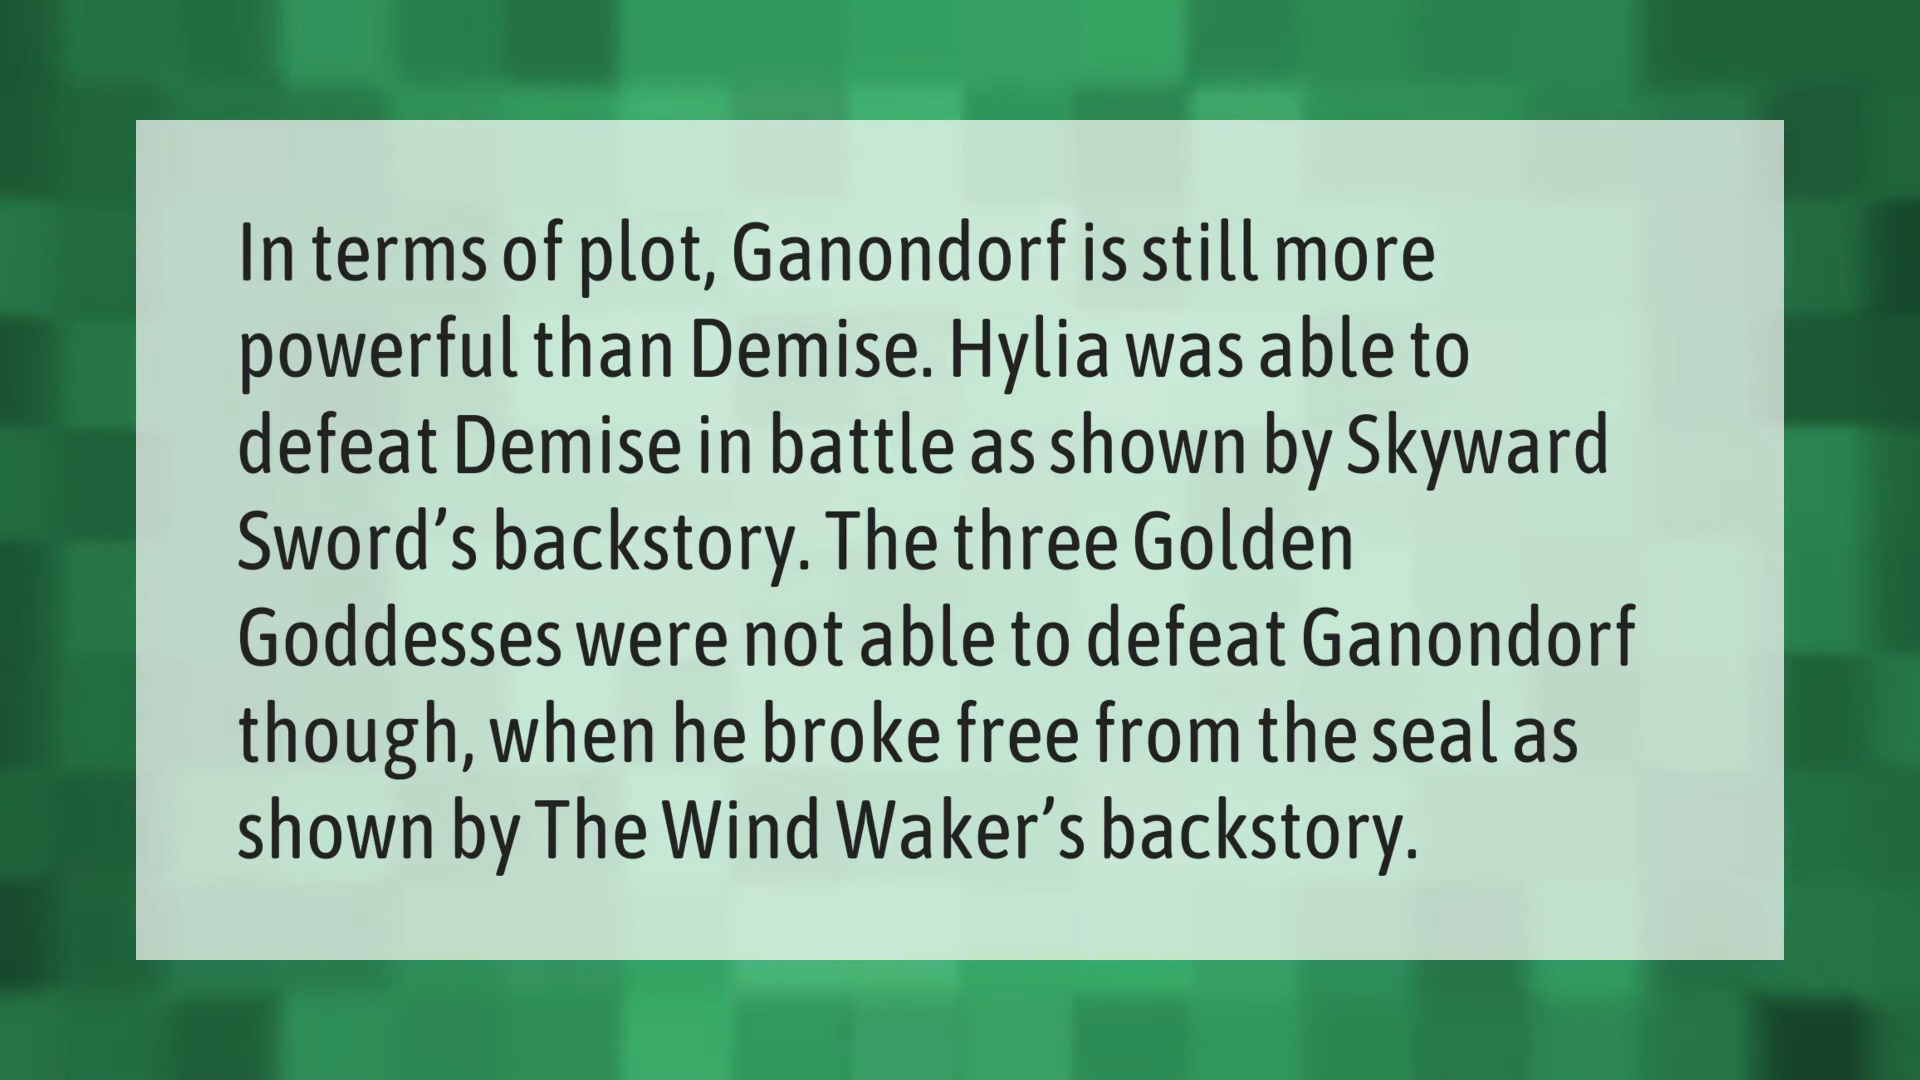 In terms of plot, Ganondorf is still more
powerful than Demise. Hylia was able to
defeat Demise in battle as shown by Skyward
Sword’s backstory. The three Golden
Goddesses were not able to defeat Ganondorf
though, when he broke free from the seal as
shown by The Wind Waker’s backstory.